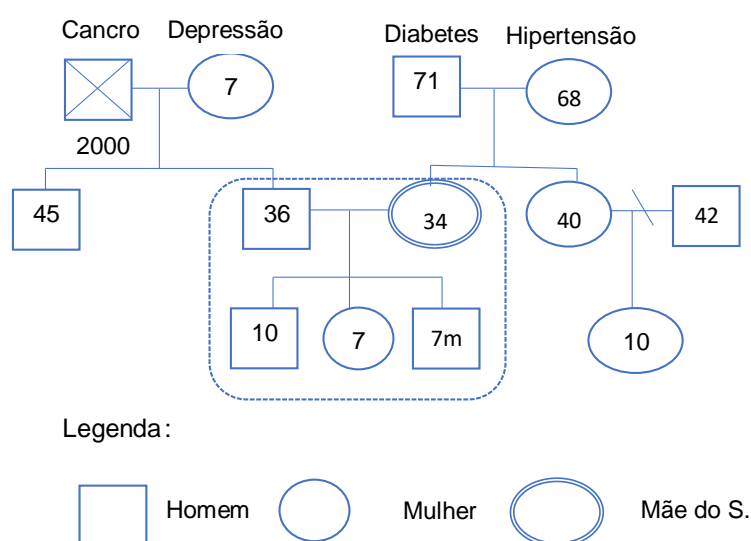 Cancro Depressão Diabetes Hipertensão
7 71 68
2000
45 36 34 40 42
10 7 7m 10
Legenda:
Homem Mulher Mãe do S.